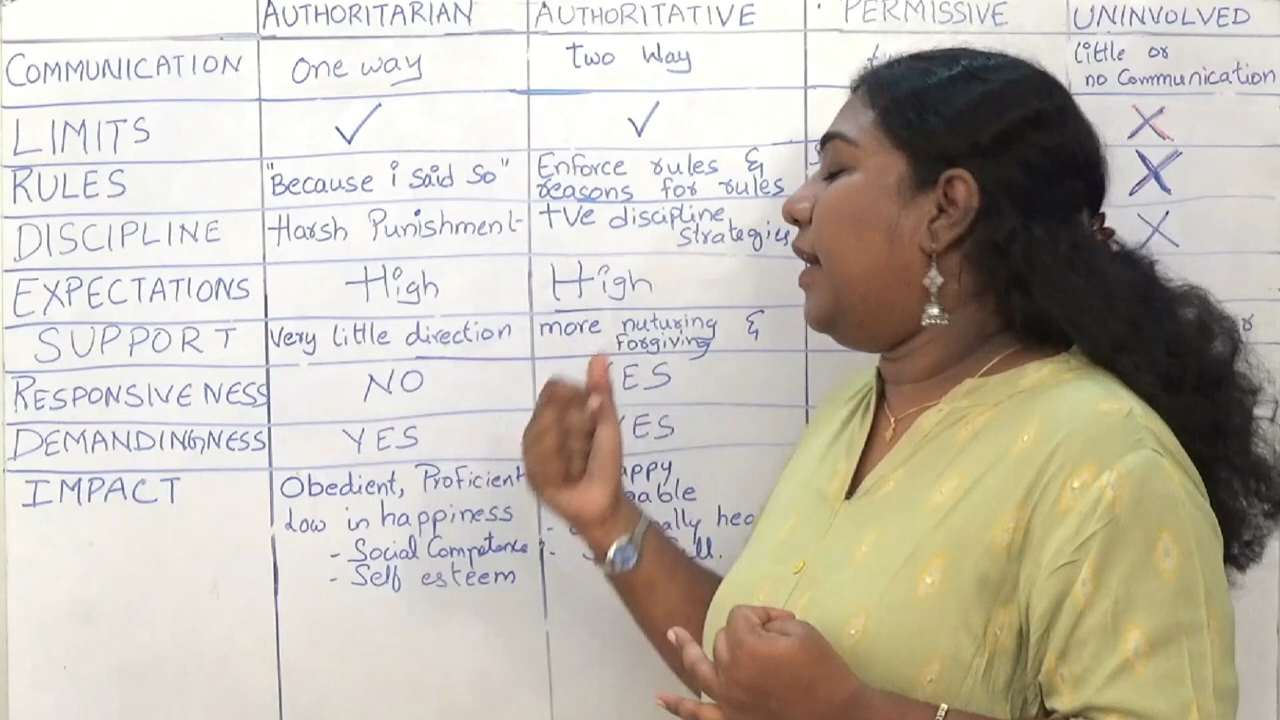 AUTHORITARIAN AUTHORITATIVE PERMISSIVE UNINVOLVED
COMMUNICATION One way Two Way little or
no Communication
LIMITS ✓ ✓ X
RULES "Because i said so" Enforce rules & X
reasons for rules
DISCIPLINE Harsh Punishment +ve discipline X
strategies
EXPECTATIONS High High
SUPPORT Very little direction more nuturing &
forgiving
RESPONSIVENESS NO
DEMANDINGNESS YES
IMPACT Obedient, Proficient
Low in happiness
- Social Competence
- Self esteem